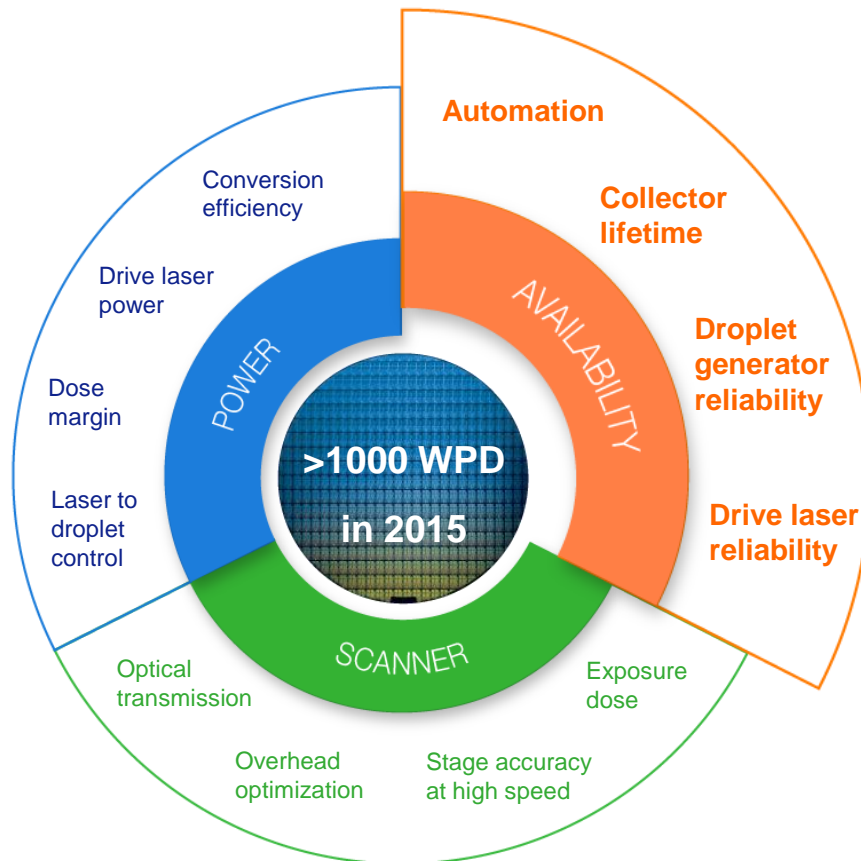 Automation
Collector
lifetime
Droplet
generator
reliability
Drive laser
reliability
AVAILABILITY
Conversion
efficiency
Drive laser
power
Dose
margin
Laser to
droplet
control
POWER
>1000 WPD
in 2015
SCANNER
Optical
transmission
Overhead
optimization
Stage accuracy
at high speed
Exposure
dose